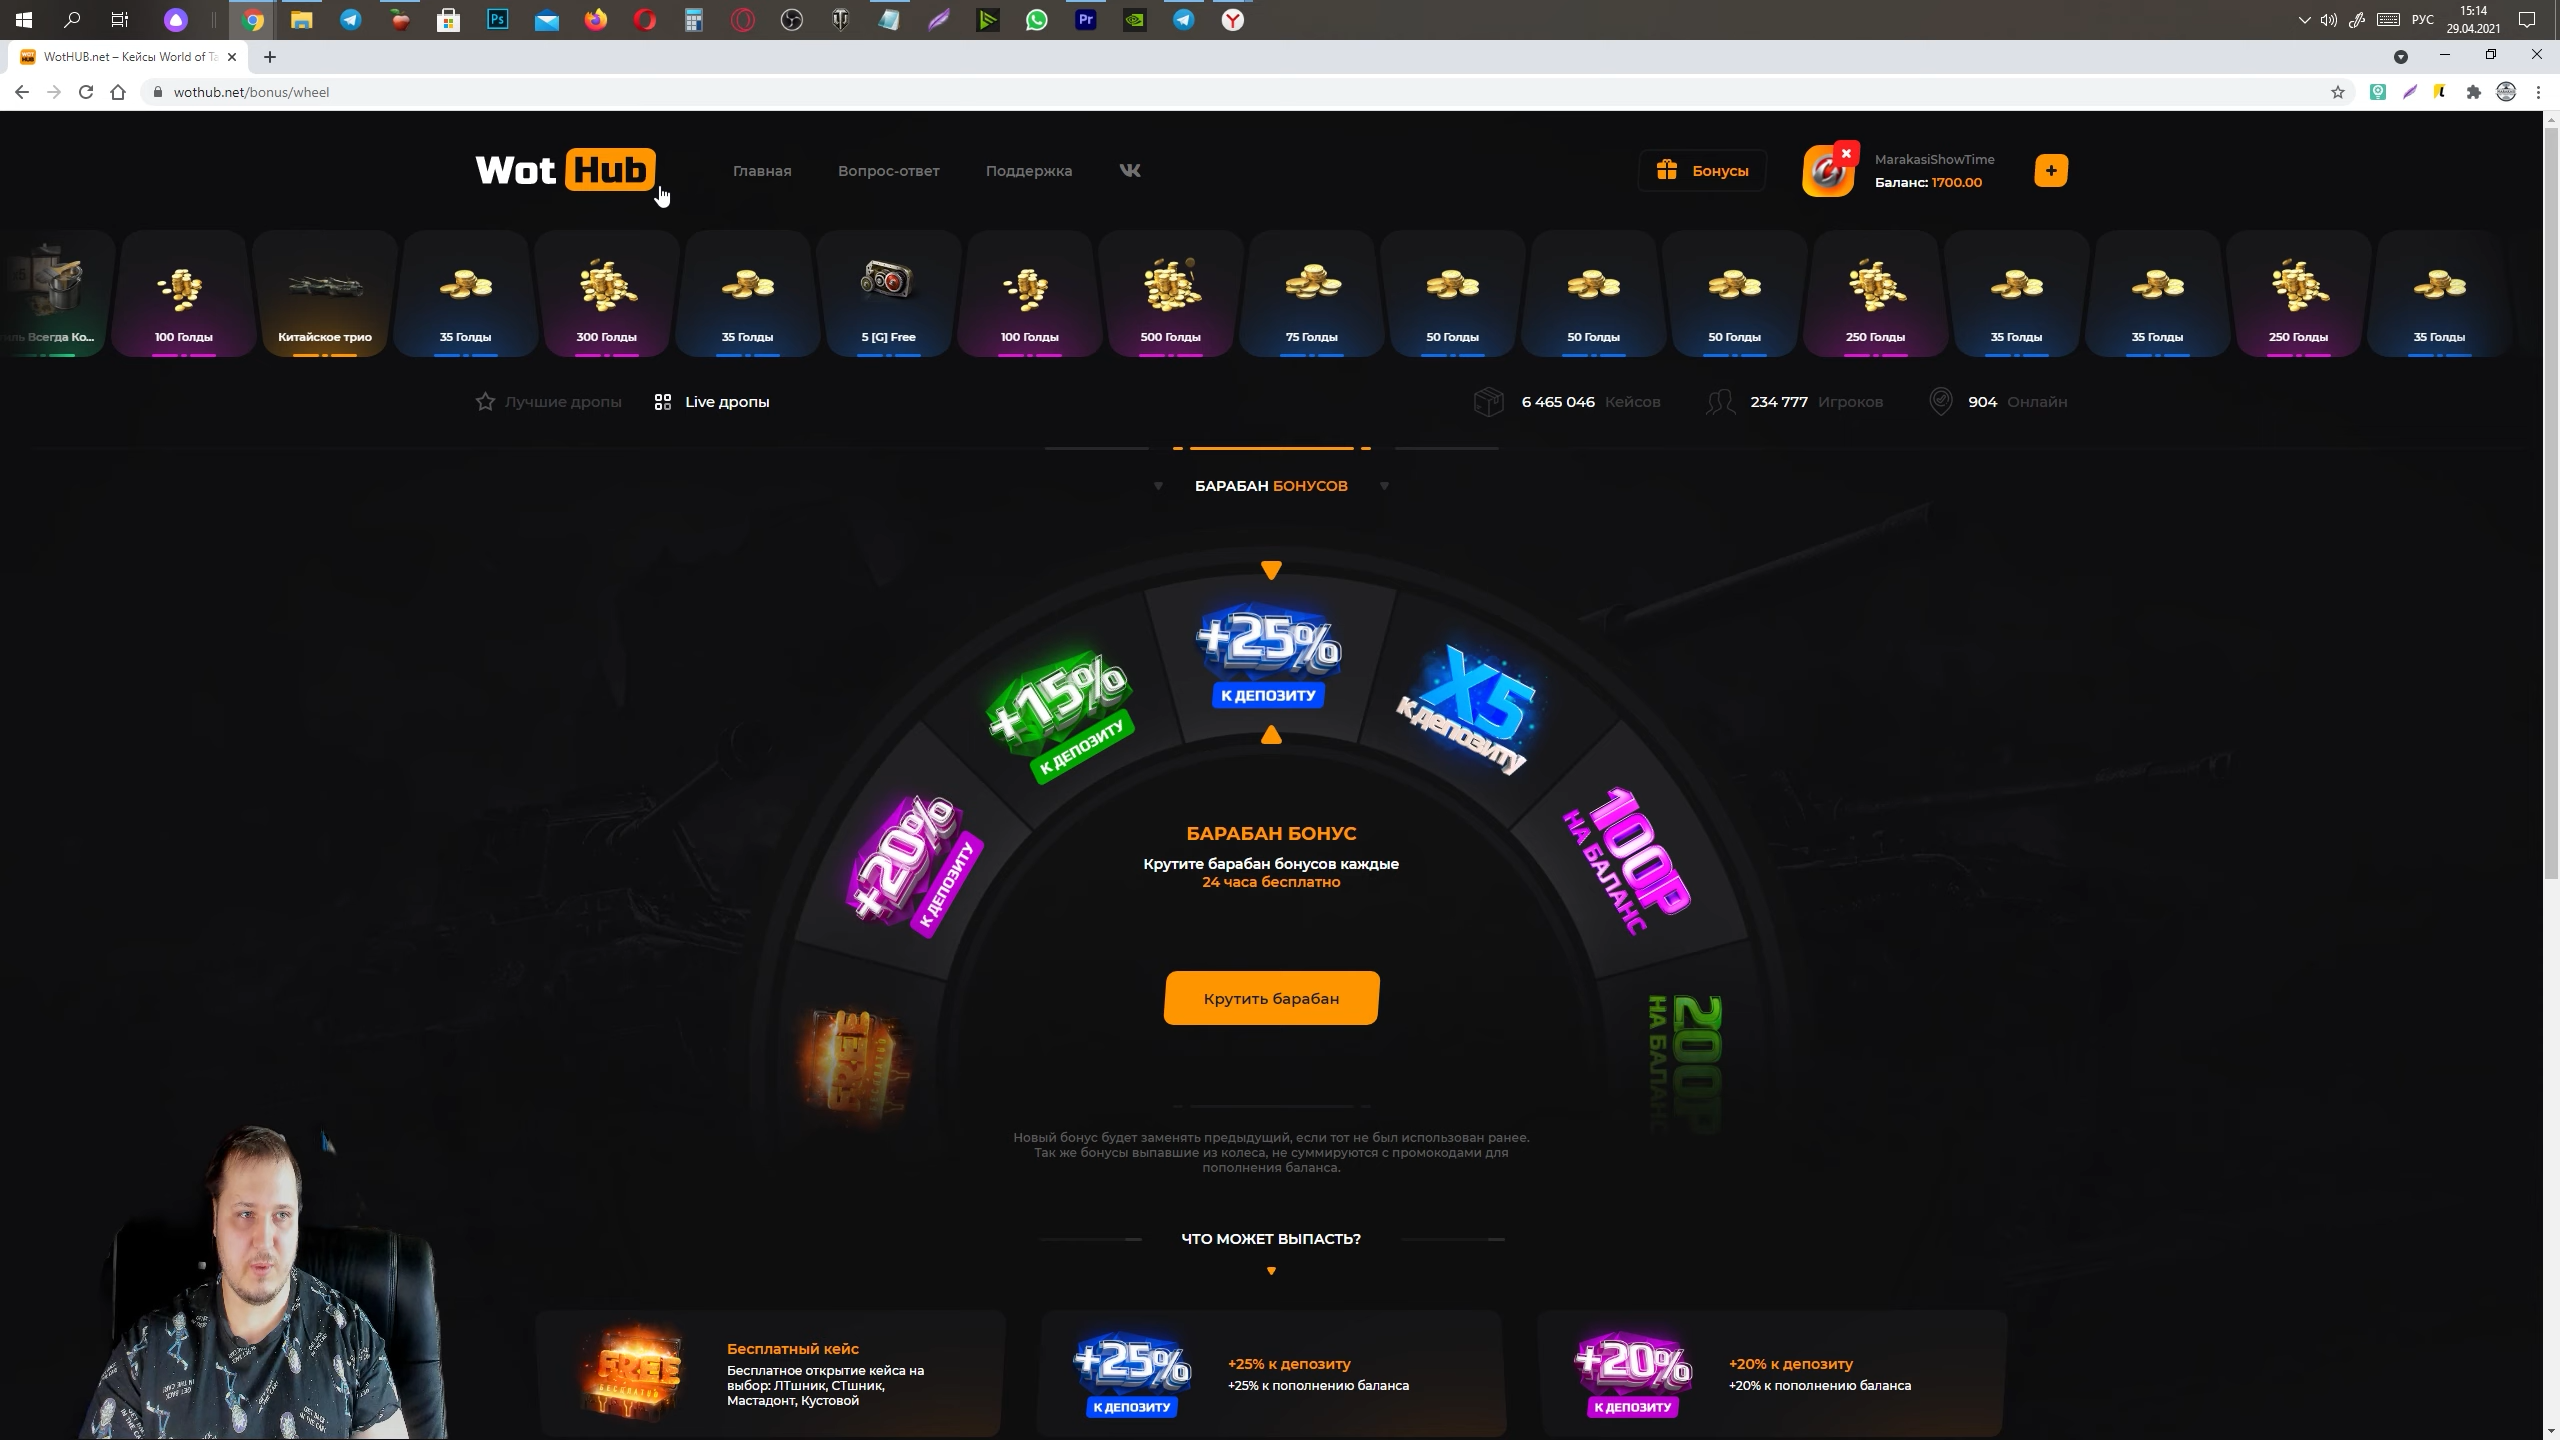 РУС
15:14
29.04.2021
WotHUB.net – Кейсы World of Ta
wothub.net/bonus/wheel
Wot Hub
Главная
Вопрос-ответ
Поддержка
Бонусы
MarakasiShowTime
Баланс: 1700.00
Всегда Ко...
100 Голды
Китайское трио
35 Голды
300 Голды
35 Голды
5 [G] Free
100 Голды
500 Голды
75 Голды
50 Голды
50 Голды
50 Голды
250 Голды
35 Голды
35 Голды
250 Голды
35 Голды
Лучшие дропы
Live дропы
6 465 046 Кейсов
234 777 Игроков
904 Онлайн
БАРАБАН БОНУСОВ
FREE
БЕСПЛАТНО
+20%
К ДЕПОЗИТУ
+15%
К ДЕПОЗИТУ
+25%
К ДЕПОЗИТУ
X5
К депозиту
100Р
НА БАЛАНС
200Р
НА БАЛАНС
БАРАБАН БОНУС
Крутите барабан бонусов каждые
24 часа бесплатно
Крутить барабан
Новый бонус будет заменять предыдущий, если тот не был использован ранее.
Так же бонусы выпавшие из колеса, не суммируются с промокодами для
пополнения баланса.
ЧТО МОЖЕТ ВЫПАСТЬ?
FREE
БЕСПЛАТНО
Бесплатный кейс
Бесплатное открытие кейса на
выбор: ЛТшник, СТшник,
Мастадонт, Кустовой
+25%
К ДЕПОЗИТУ
+25% к депозиту
+25% к пополнению баланса
+20%
К ДЕПОЗИТУ
+20% к депозиту
+20% к пополнению баланса